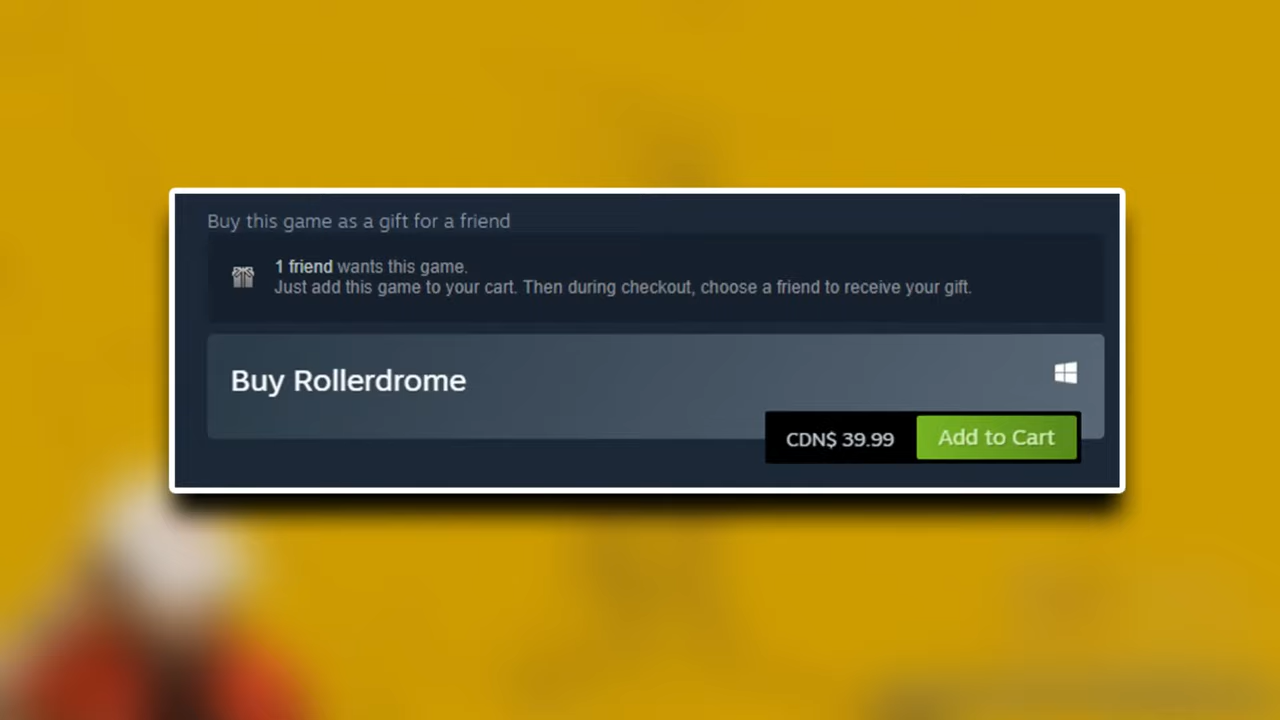 Buy this game as a gift for a friend
1 friend wants this game.
Just add this game to your cart. Then during checkout, choose a friend to receive your gift.
Buy Rollerdrome
CDN$ 39.99
Add to Cart